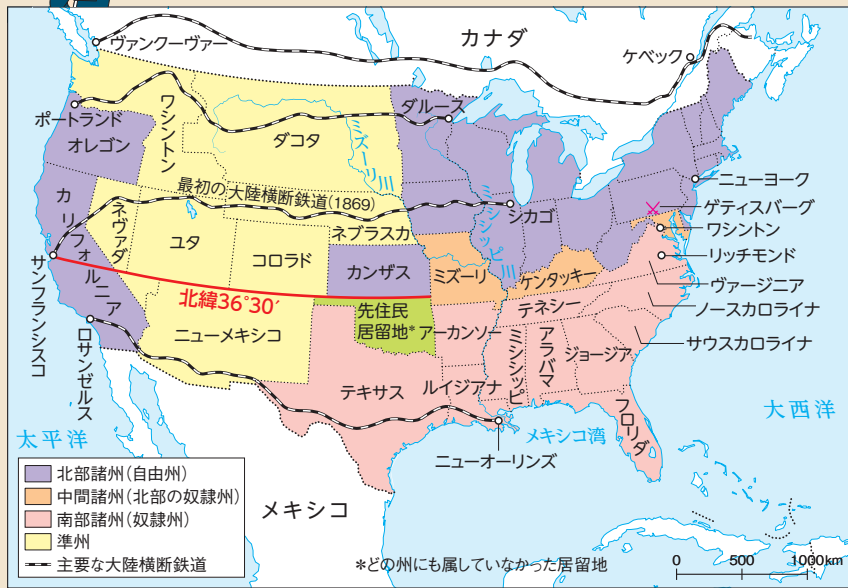 カナダ
ヴァンクーヴァー
ケベック
ポートランド
オレゴン
ワシントン
ダコタ
ミズーリ川
ダルース
最初の大陸横断鉄道(1869)
シカゴ
ミシシッピ川
ニューヨーク
ゲティスバーグ
ワシントン
リッチモンド
ヴァージニア
ノースカロライナ
サウスカロライナ
カリフォルニア
ネヴァダ
ユタ
コロラド
ネブラスカ
カンザス
ミズーリ
ケンタッキー
テネシー
北緯36°30′
サンフランシスコ
ロサンゼルス
ニューメキシコ
先住民
居留地*
アーカンソー
テキサス
ルイジアナ
ミシシッピ
アラバマ
ジョージア
フロリダ
太平洋
大西洋
メキシコ湾
ニューオーリンズ
メキシコ
北部諸州(自由州)
中間諸州(北部の奴隷州)
南部諸州(奴隷州)
準州
主要な大陸横断鉄道
*どの州にも属していなかった居留地
0 500 1000km